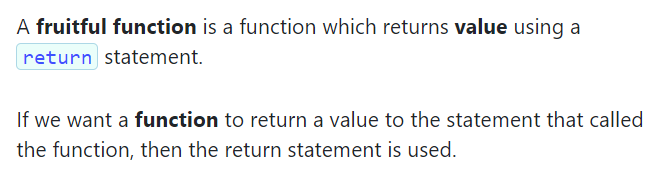 A fruitful function is a function which returns value using a
return statement.
If we want a function to return a value to the statement that called
the function, then the return statement is used.